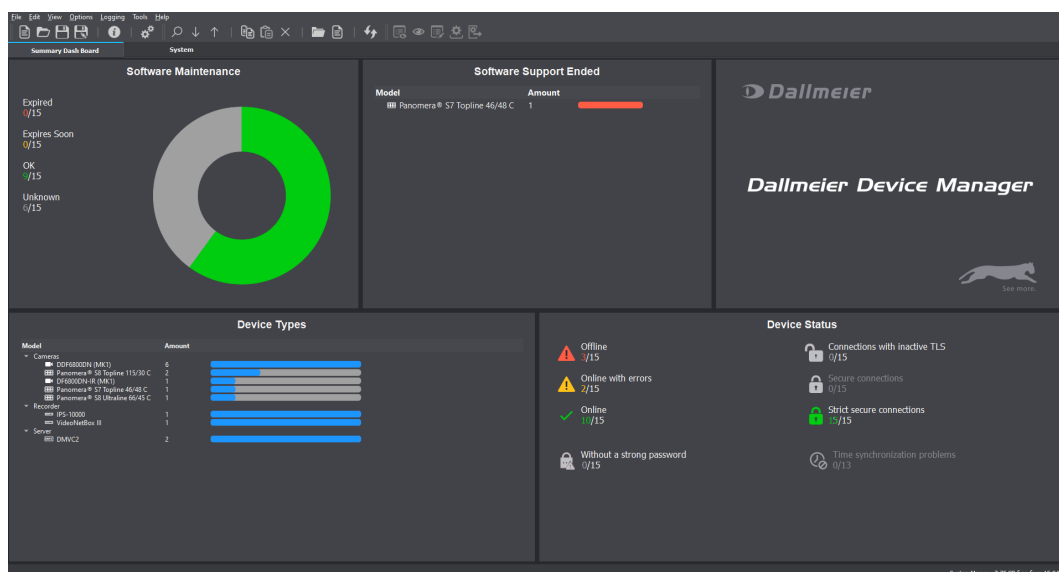 File Edit View Options Logging Tools Help
Summary Dash Board System
Software Maintenance
Expired
0/15
Expires Soon
0/15
OK
9/15
Unknown
6/15
Software Support Ended
Model Amount
Panomera® S7 Topline 46/48 C 1
Dallmeier
Dallmeier Device Manager
See more.
Device Types
Model Amount
Cameras
DDF6800DN (MK1) 6
Panomera® S8 Topline 115/30 C 2
DF6800DN-IR (MK1) 1
Panomera® S7 Topline 46/48 C 1
Panomera® S8 Ultraline 66/45 C 1
Recorder
IPS-10000 1
VideoNetBox III 1
Server
DMVC2 2
Device Status
Offline
3/15
Online with errors
2/15
Online
10/15
Without a strong password
0/15
Connections with inactive TLS
0/15
Secure connections
0/15
Strict secure connections
15/15
Time synchronization problems
0/13